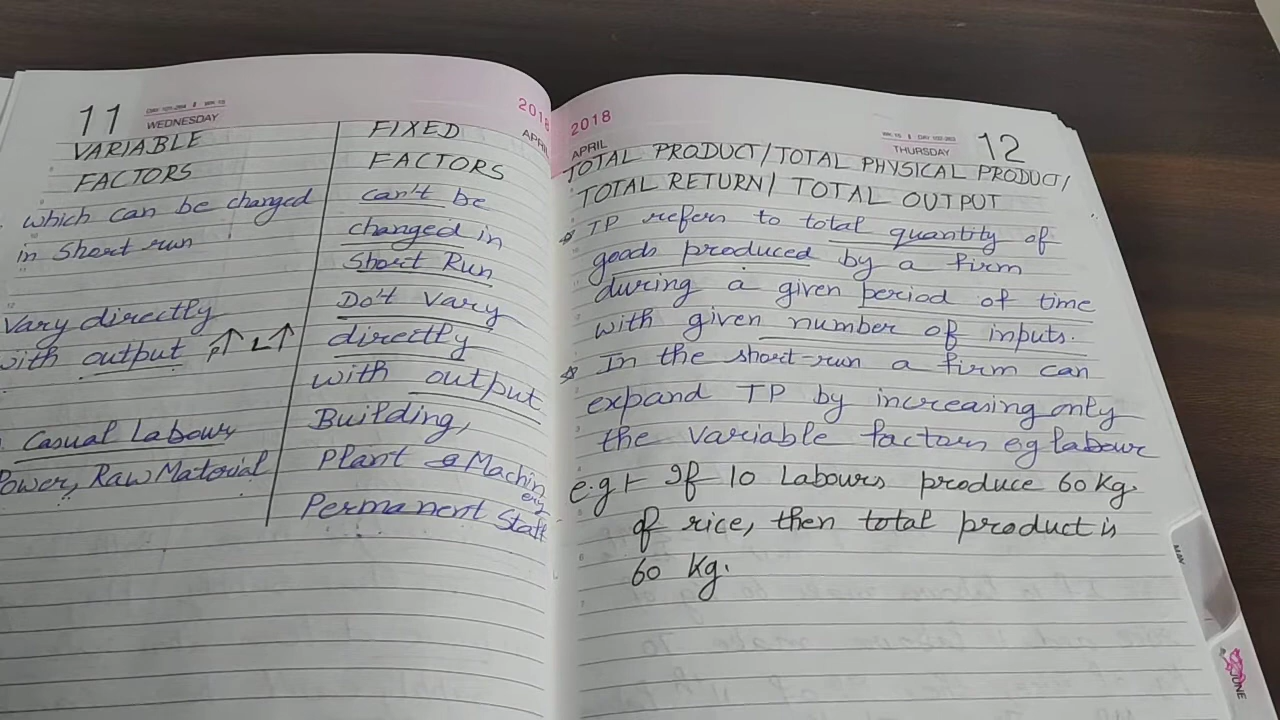 11
WEDNESDAY
2018
APRIL
VARIABLE
FACTORS
which can be changed
in Short run
Vary directly
with output P↑ L↑
Casual Labour
Power, Raw Material
FIXED
FACTORS
can't be
changed in
Short Run
Do't Vary
directly
with output
Building,
Plant & Machin
ery
Permanent Staff
2018
APRIL
THURSDAY
12
TOTAL PRODUCT/TOTAL PHYSICAL PRODUCT/
TOTAL RETURN/ TOTAL OUTPUT
TP refers to total quantity of
goods produced by a firm
during a given period of time
with given number of inputs.
In the short-run a firm can
expand TP by increasing only
the variable factors eg labour
e.g :- If 10 Labours produce 60 Kg.
of rice, then total product is
60 Kg.
MAY
JUNE